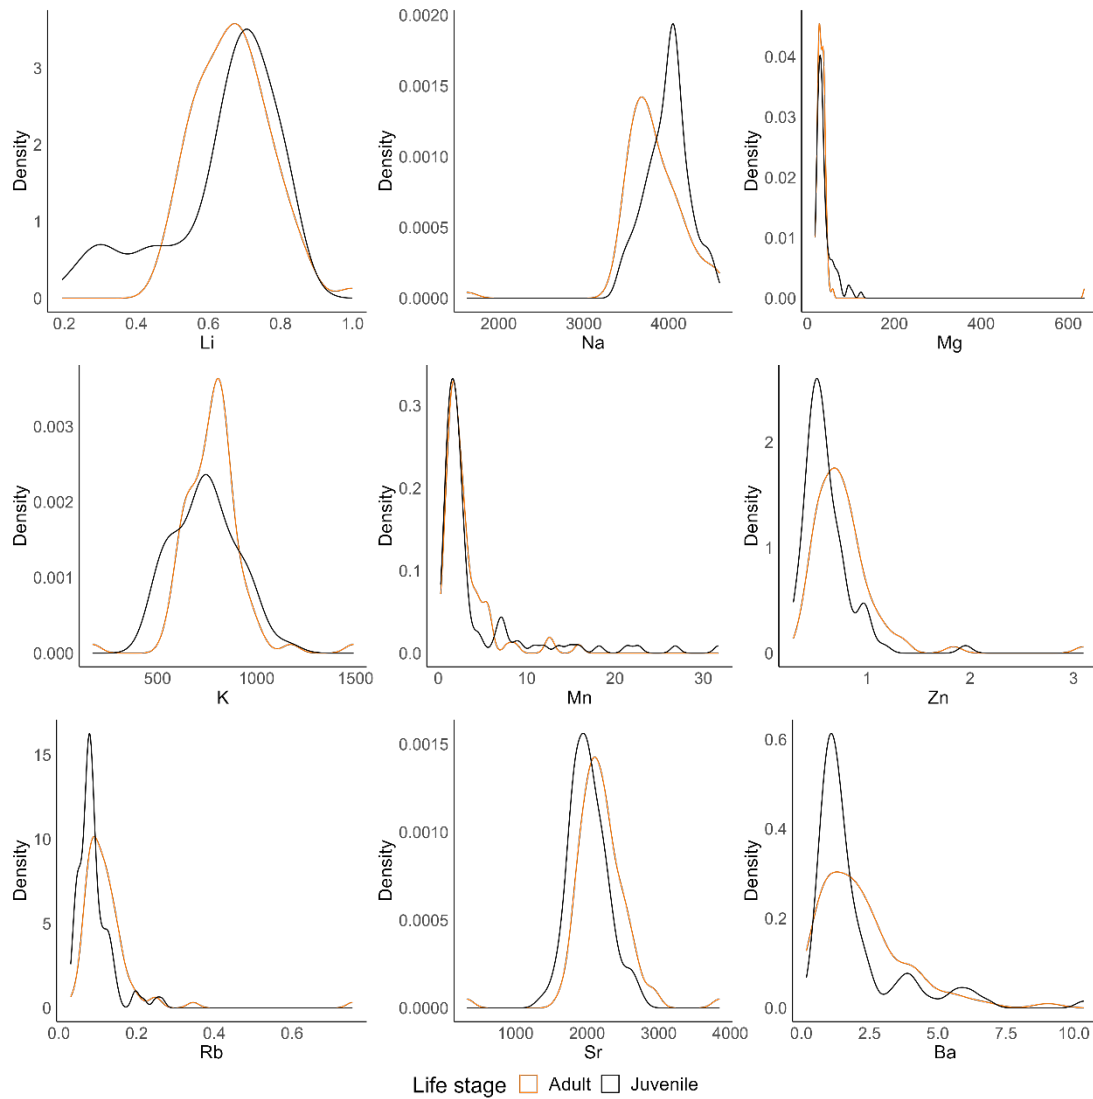 3
2
1
0
Density
0.2 0.4 0.6 0.8 1.0
Li
0.0020
0.0015
0.0010
0.0005
0.0000
Density
2000 3000 4000
Na
0.04
0.03
0.02
0.01
0.00
Density
0 200 400 600
Mg
0.003
0.002
0.001
0.000
Density
500 1000 1500
K
0.3
0.2
0.1
0.0
Density
0 10 20 30
Mn
2
1
0
Density
1 2 3
Zn
15
10
5
0
Density
0.0 0.2 0.4 0.6
Rb
0.0015
0.0010
0.0005
0.0000
Density
1000 2000 3000 4000
Sr
0.6
0.4
0.2
0.0
Density
0.0 2.5 5.0 7.5 10.0
Ba
Life stage Adult Juvenile